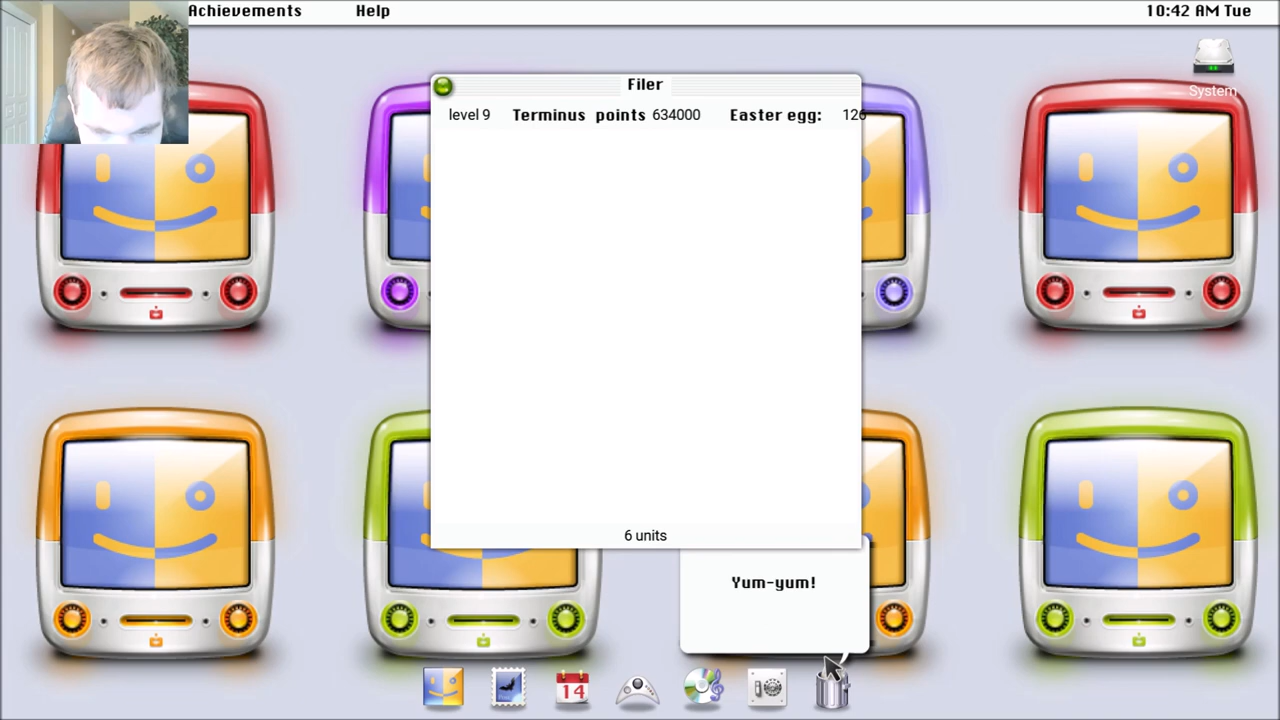 Achievements Help 10:42 AM Tue
System
Filer
level 9 Terminus points 634000 Easter egg: 126
6 units
Yum-yum!
14